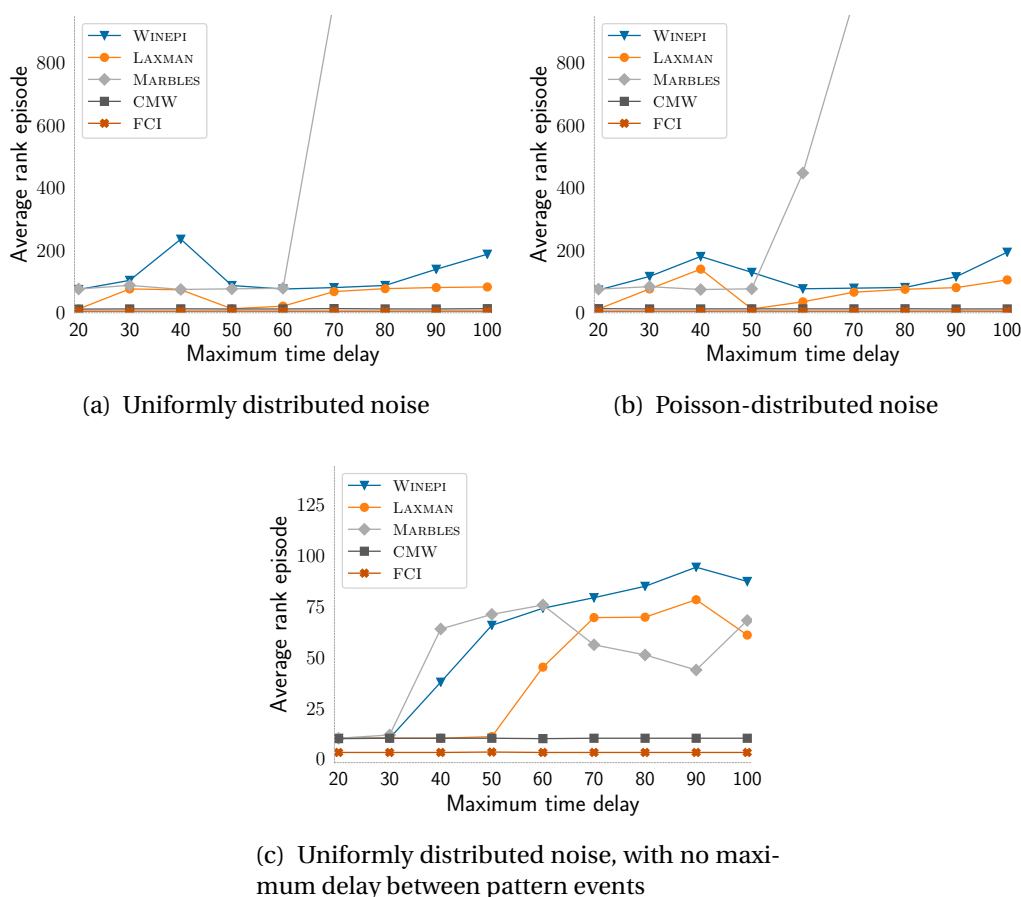 WINEPI
LAXMAN
MARBLES
CMW
FCI
Average rank episode
800
600
400
200
0
20 30 40 50 60 70 80 90 100
Maximum time delay
(a) Uniformly distributed noise
WINEPI
LAXMAN
MARBLES
CMW
FCI
Average rank episode
800
600
400
200
0
20 30 40 50 60 70 80 90 100
Maximum time delay
(b) Poisson-distributed noise
WINEPI
LAXMAN
MARBLES
CMW
FCI
Average rank episode
125
100
75
50
25
0
20 30 40 50 60 70 80 90 100
Maximum time delay
(c) Uniformly distributed noise, with no maxi-
mum delay between pattern events